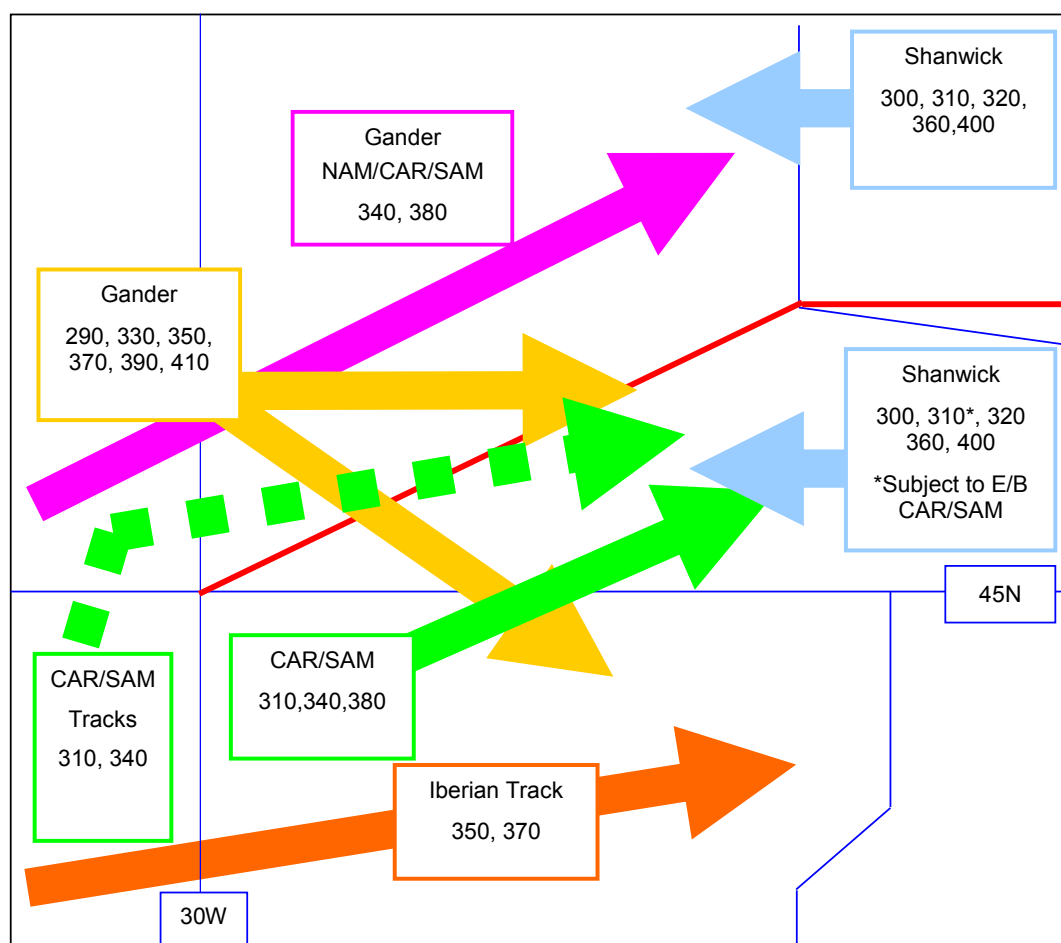 Shanwick
300, 310, 320,
360,400
Gander
NAM/CAR/SAM
340, 380
Gander
290, 330, 350,
370, 390, 410
Shanwick
300, 310*, 320
360, 400
*Subject to E/B
CAR/SAM
45N
CAR/SAM
Tracks
310, 340
CAR/SAM
310,340,380
Iberian Track
350, 370
30W